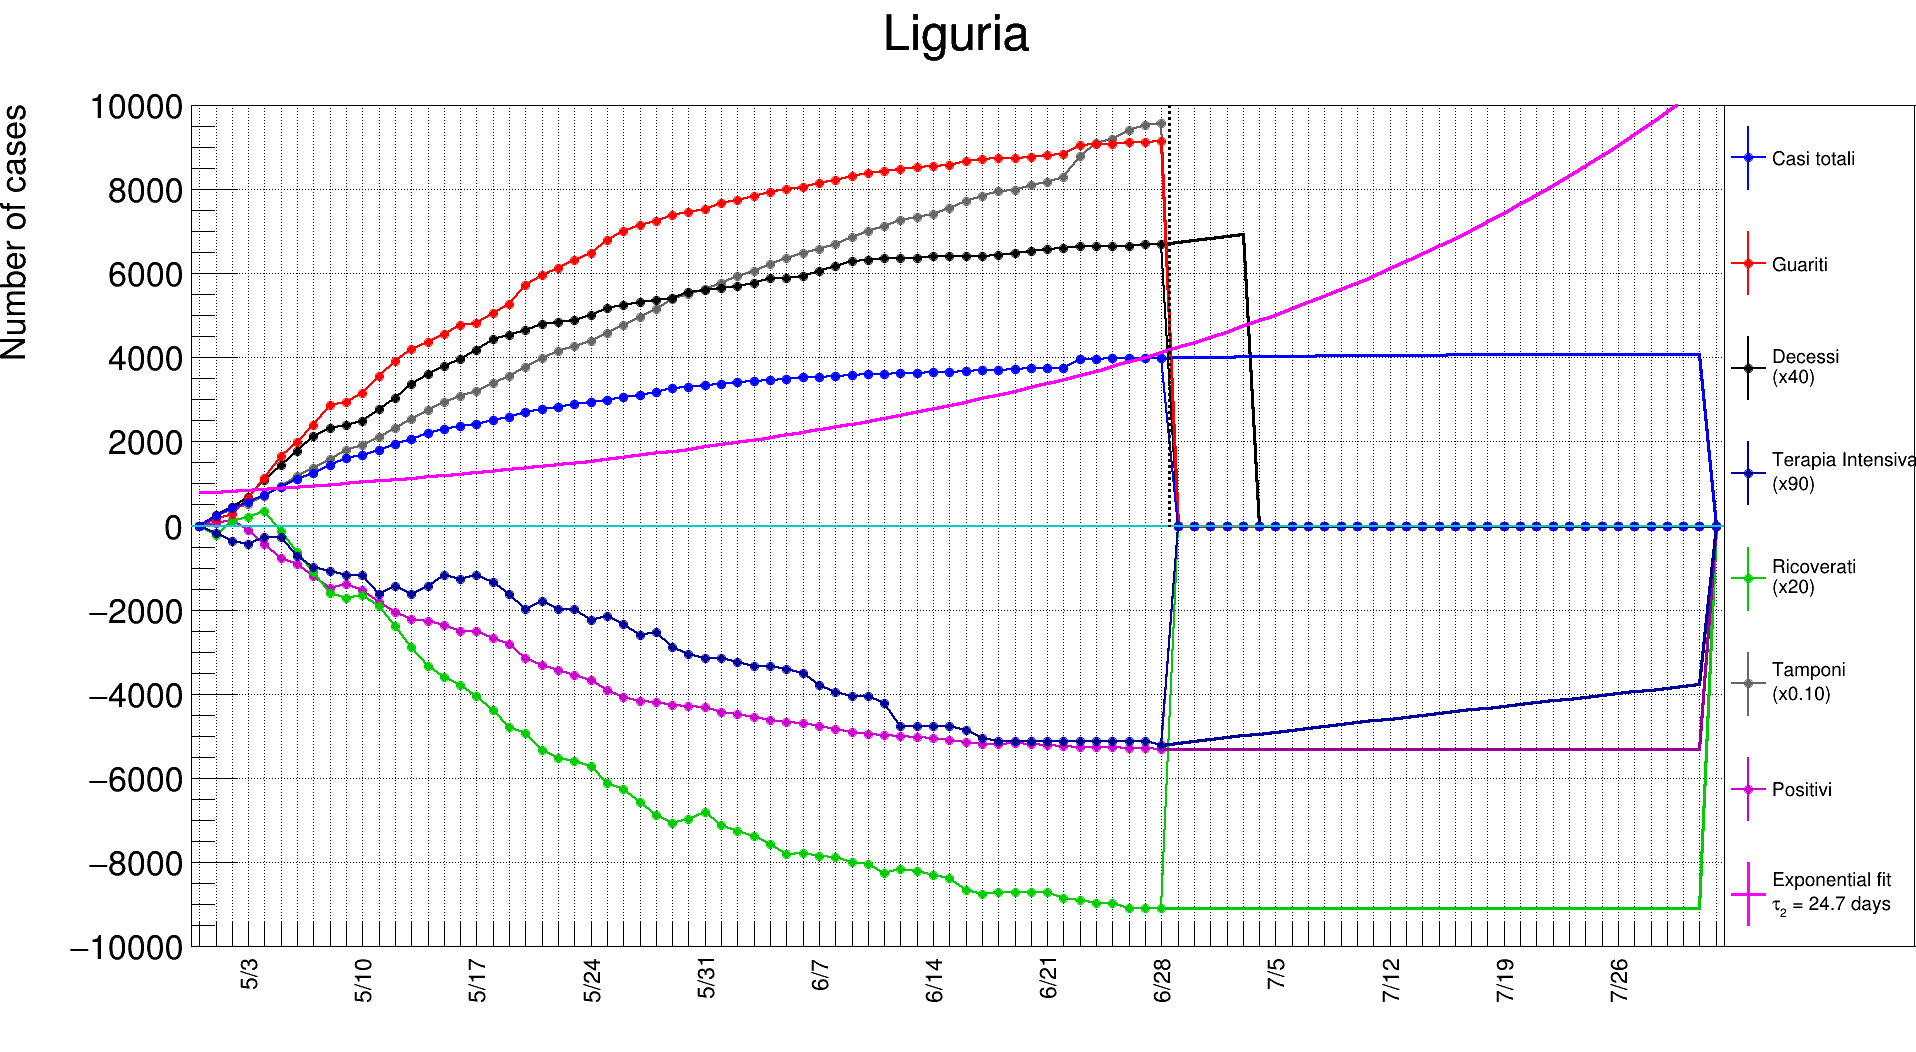 Liguria
Number of cases
10000
8000
6000
4000
2000
0
−2000
−4000
−6000
−8000
−10000
5/3
5/10
5/17
5/24
5/31
6/7
6/14
6/21
6/28
7/5
7/12
7/19
7/26
Casi totali
Guariti
Decessi
(x40)
Terapia Intensiva
(x90)
Ricoverati
(x20)
Tamponi
(x0.10)
Positivi
Exponential fit
τ2 = 24.7 days